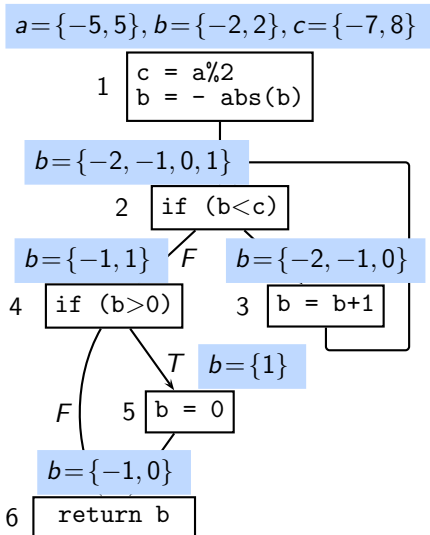 a={−5,5}, b={−2,2}, c={−7,8}
1
c = a%2
b = - abs(b)
b={−2,−1,0,1}
2
if (b<c)
b={−1,1}
F
b={−2,−1,0}
4
if (b>0)
3
b = b+1
T
b={1}
F
5
b = 0
b={−1,0}
6
return b